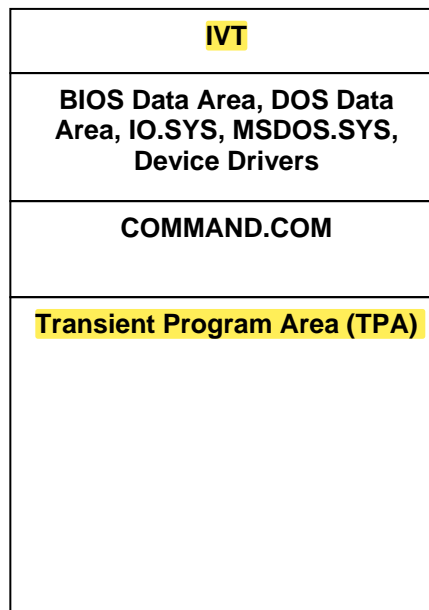 IVT
BIOS Data Area, DOS Data
Area, IO.SYS, MSDOS.SYS,
Device Drivers
COMMAND.COM
Transient Program Area (TPA)